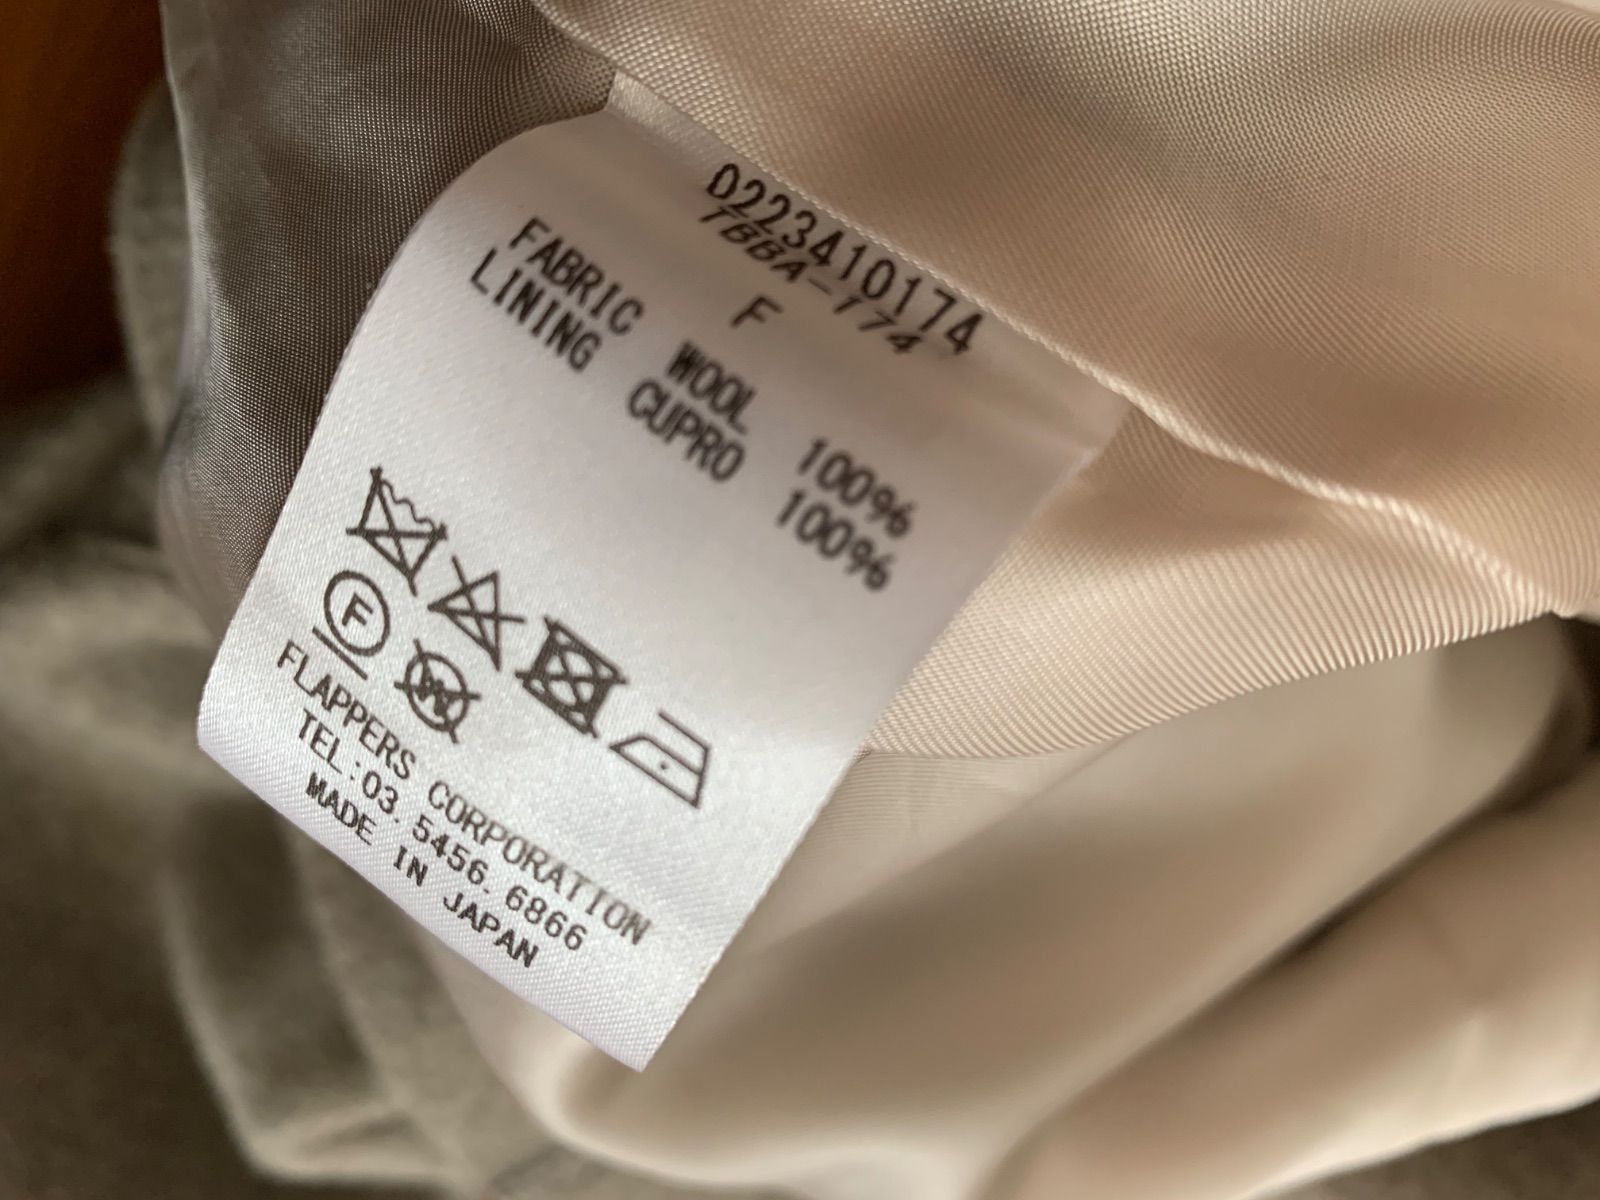 0223410174
TBBA-174
F
FABRIC WOOL 100%
LINING CUPRO 100%
F
W
FLAPPERS CORPORATION
TEL:03.5456.6866
MADE IN JAPAN